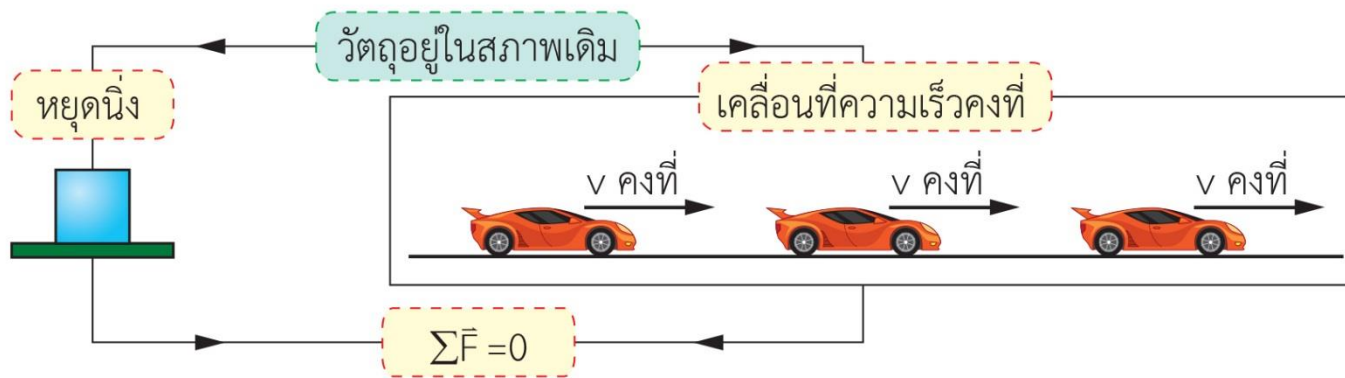 วัตถุอยู่ในสภาพเดิม
หยุดนิ่ง
เคลื่อนที่ความเร็วคงที่
v คงที่
v คงที่
v คงที่
∑F⃗ =0